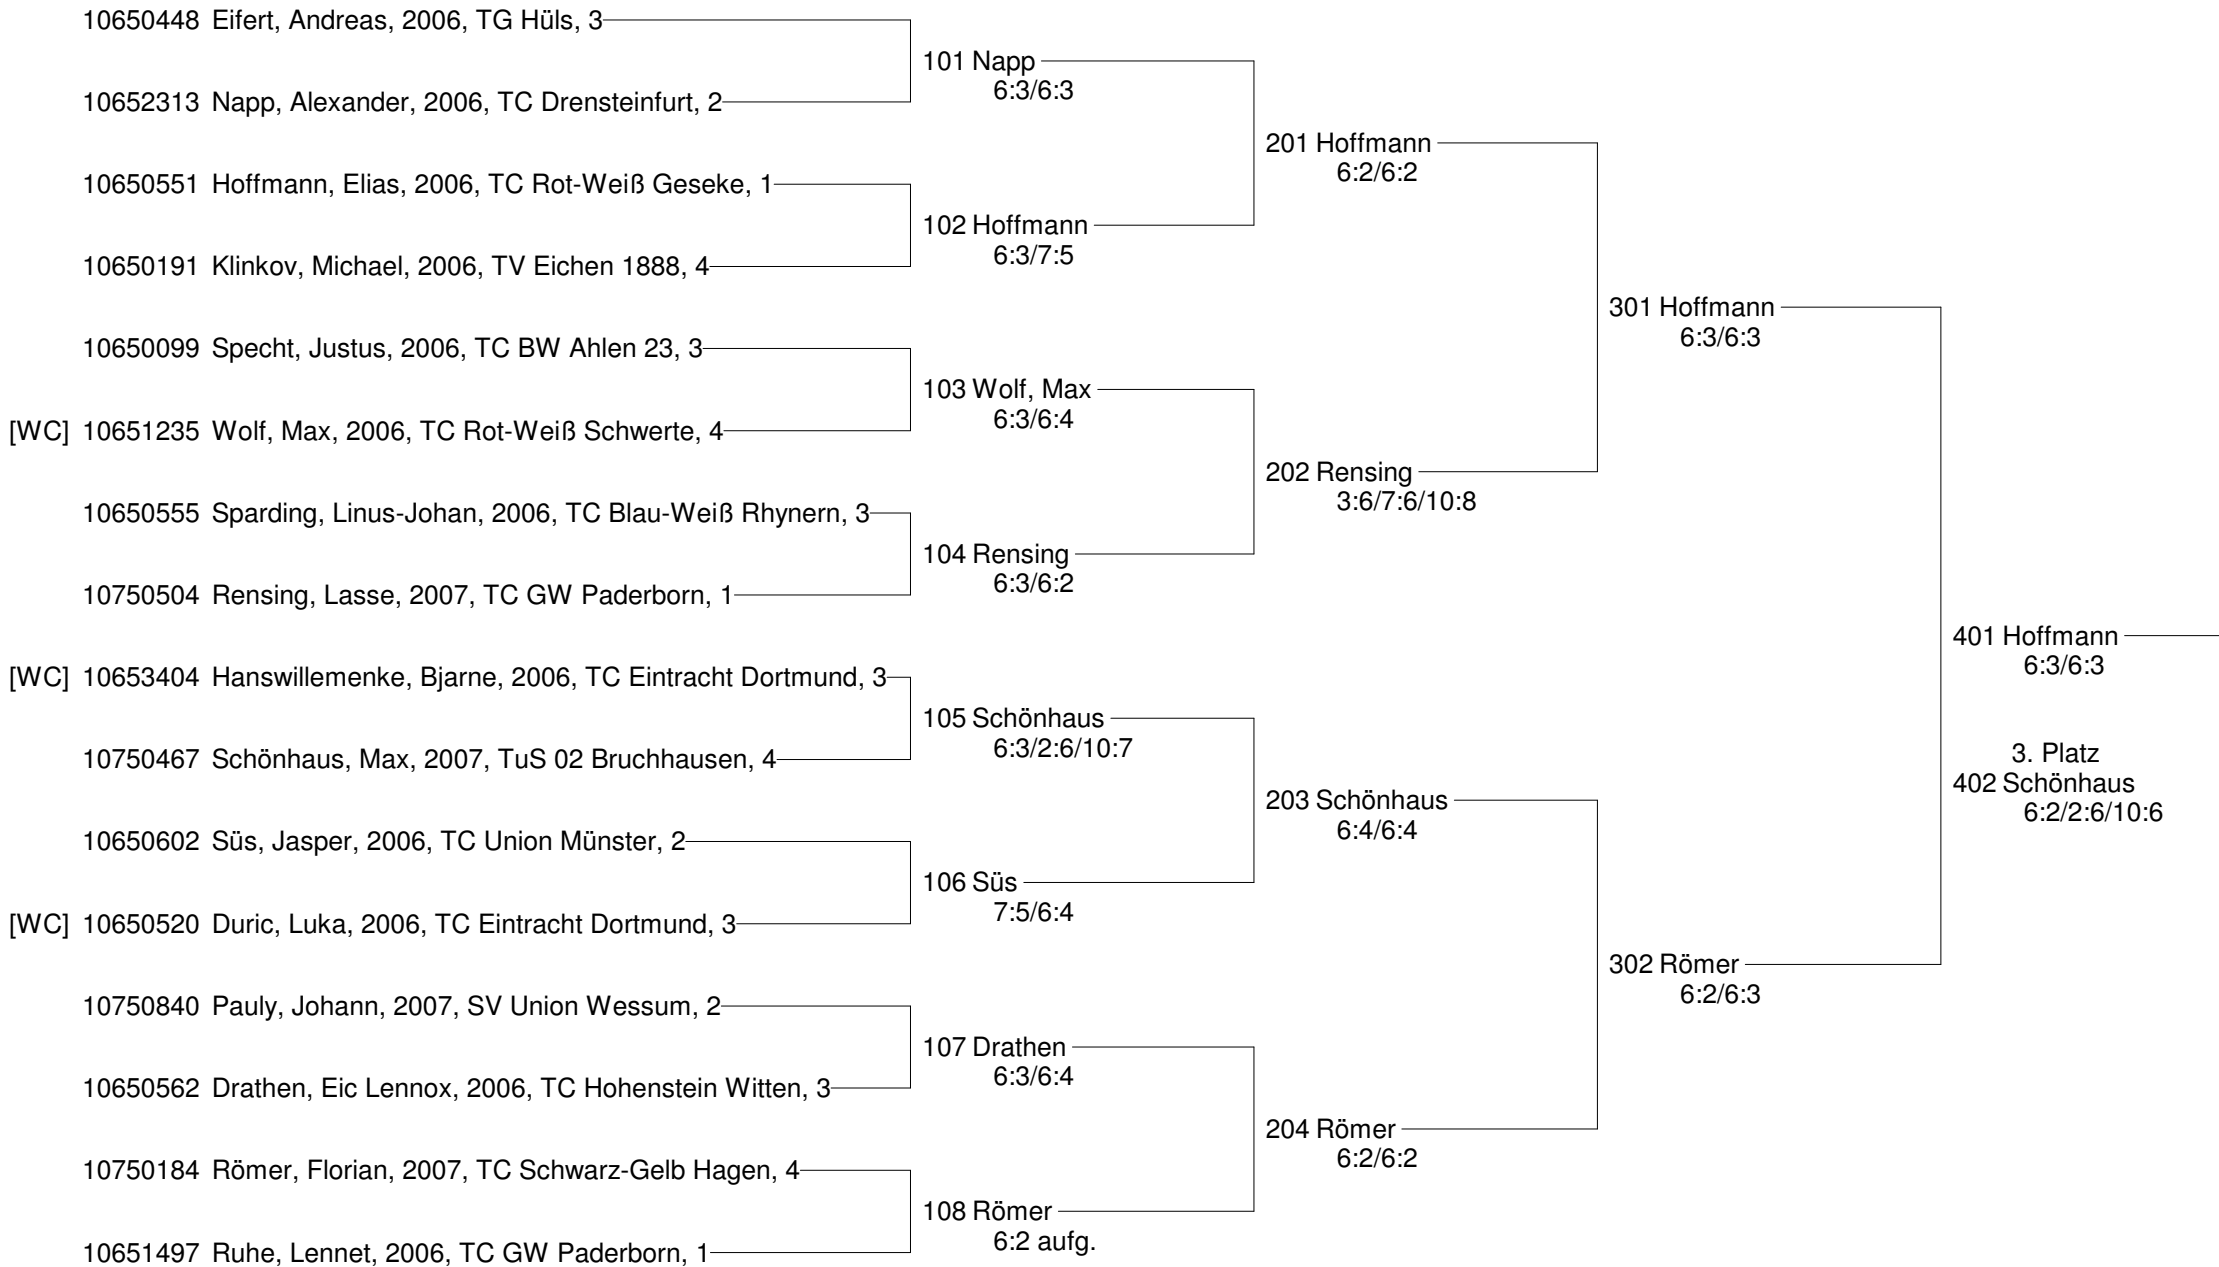 10650448 Eifert, Andreas, 2006, TG Hüls, 3
101 Napp
6:3/6:3
10652313 Napp, Alexander, 2006, TC Drensteinfurt, 2
201 Hoffmann
6:2/6:2
10650551 Hoffmann, Elias, 2006, TC Rot-Weiß Geseke, 1
102 Hoffmann
6:3/7:5
10650191 Klinkov, Michael, 2006, TV Eichen 1888, 4
301 Hoffmann
6:3/6:3
10650099 Specht, Justus, 2006, TC BW Ahlen 23, 3
103 Wolf, Max
6:3/6:4
[WC] 10651235 Wolf, Max, 2006, TC Rot-Weiß Schwerte, 4
202 Rensing
3:6/7:6/10:8
10650555 Sparding, Linus-Johan, 2006, TC Blau-Weiß Rhynern, 3
104 Rensing
6:3/6:2
10750504 Rensing, Lasse, 2007, TC GW Paderborn, 1
401 Hoffmann
6:3/6:3
[WC] 10653404 Hanswillemenke, Bjarne, 2006, TC Eintracht Dortmund, 3
105 Schönhaus
6:3/2:6/10:7
10750467 Schönhaus, Max, 2007, TuS 02 Bruchhausen, 4
3. Platz
402 Schönhaus
6:2/2:6/10:6
203 Schönhaus
6:4/6:4
10650602 Süs, Jasper, 2006, TC Union Münster, 2
106 Süs
7:5/6:4
[WC] 10650520 Duric, Luka, 2006, TC Eintracht Dortmund, 3
302 Römer
6:2/6:3
10750840 Pauly, Johann, 2007, SV Union Wessum, 2
107 Drathen
6:3/6:4
10650562 Drathen, Eic Lennox, 2006, TC Hohenstein Witten, 3
204 Römer
6:2/6:2
10750184 Römer, Florian, 2007, TC Schwarz-Gelb Hagen, 4
108 Römer
6:2 aufg.
10651497 Ruhe, Lennet, 2006, TC GW Paderborn, 1